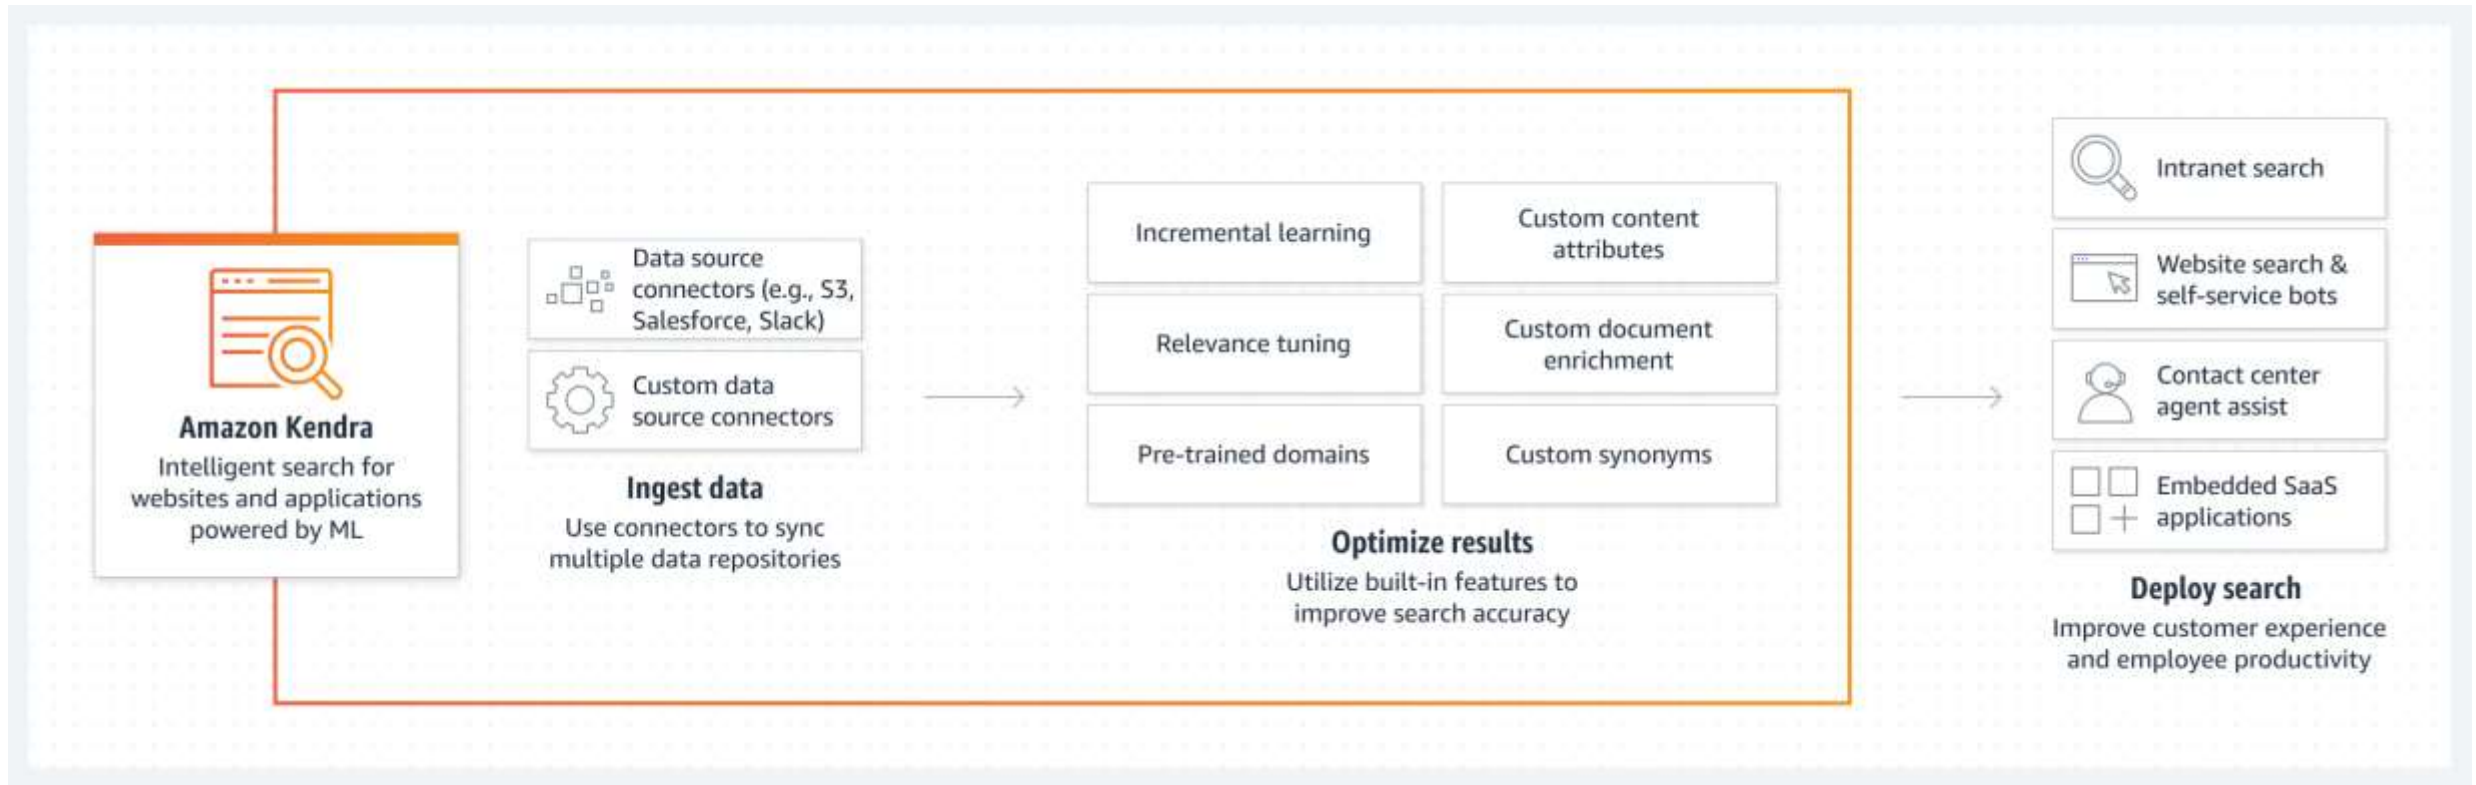 Amazon Kendra
Intelligent search for
websites and applications
powered by ML
Data source
connectors (e.g., S3,
Salesforce, Slack)
Custom data
source connectors
Ingest data
Use connectors to sync
multiple data repositories
Incremental learning
Custom content
attributes
Relevance tuning
Custom document
enrichment
Pre-trained domains
Custom synonyms
Optimize results
Utilize built-in features to
improve search accuracy
Intranet search
Website search &
self-service bots
Contact center
agent assist
Embedded SaaS
applications
Deploy search
Improve customer experience
and employee productivity